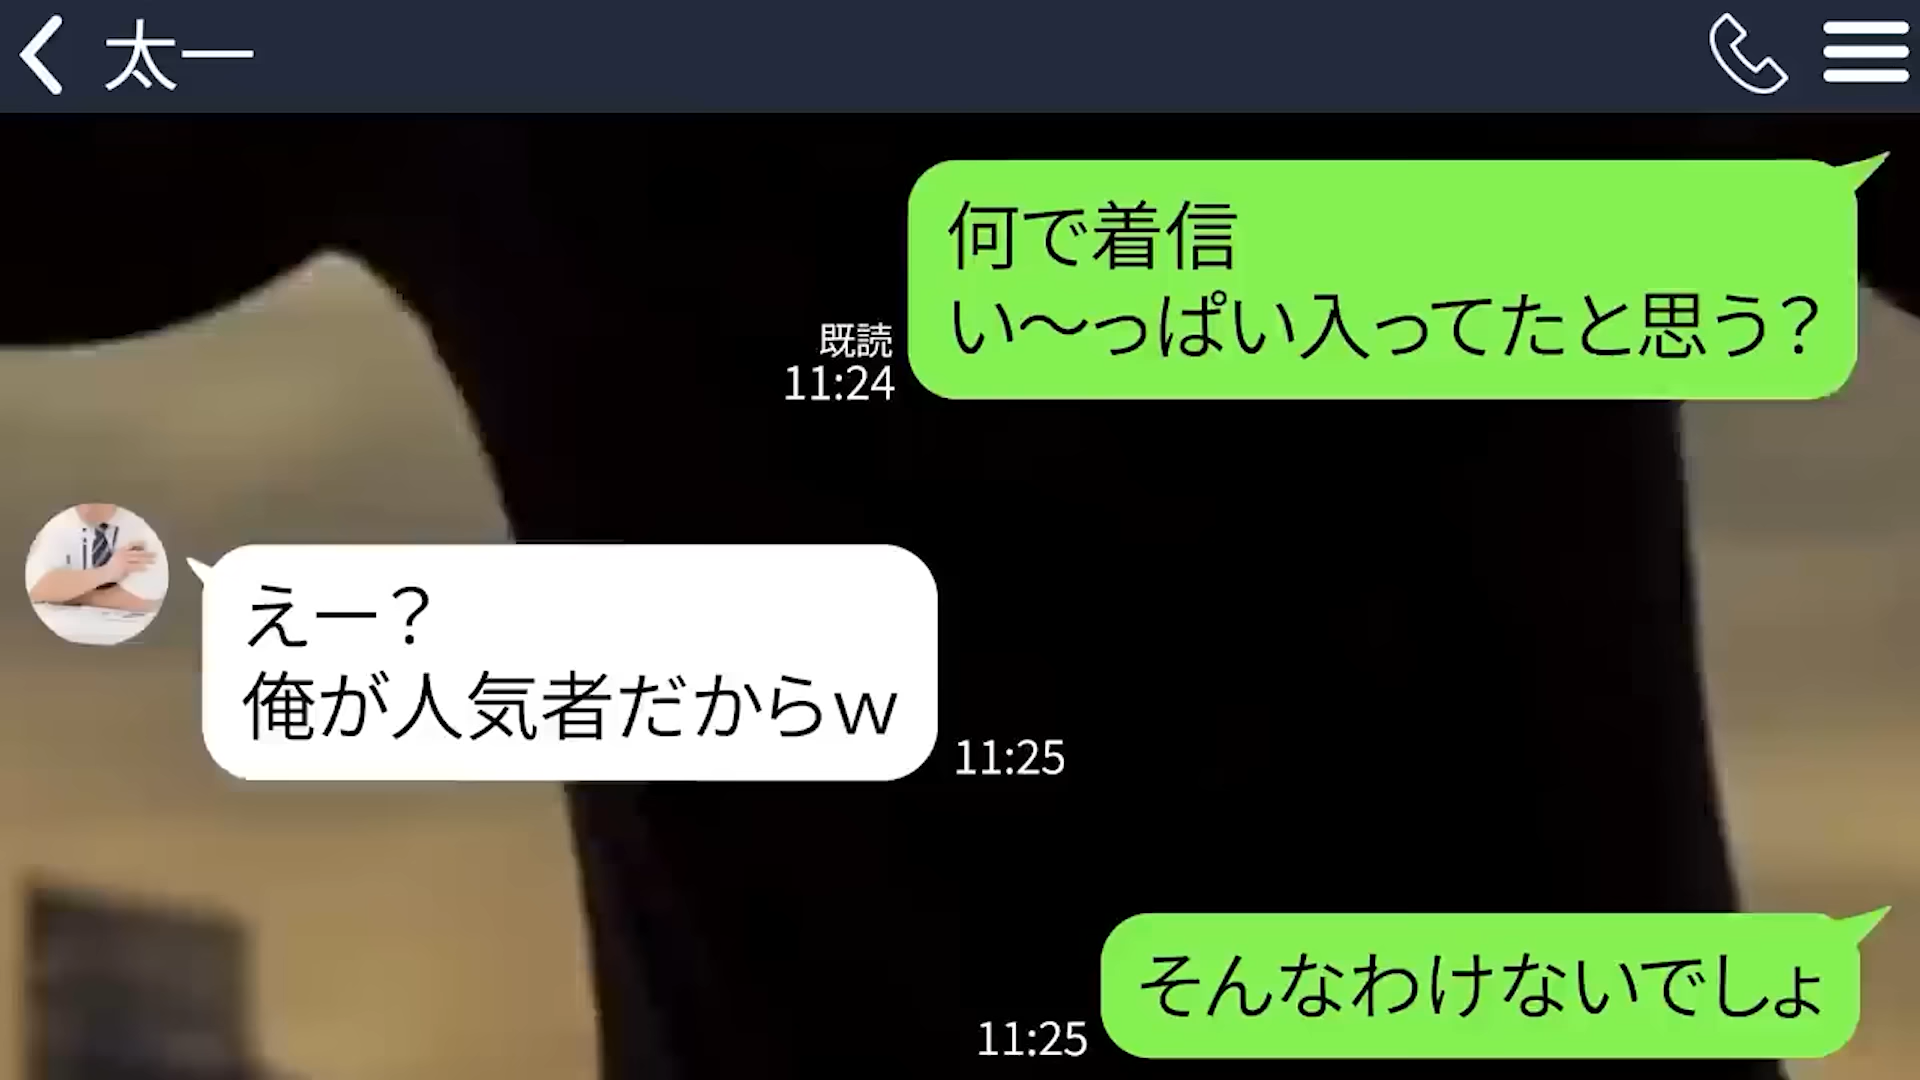 太一
何で着信
い～っぱい入ってたと思う？
既読
11:24
えー？
俺が人気者だからｗ
11:25
そんなわけないでしょ
11:25